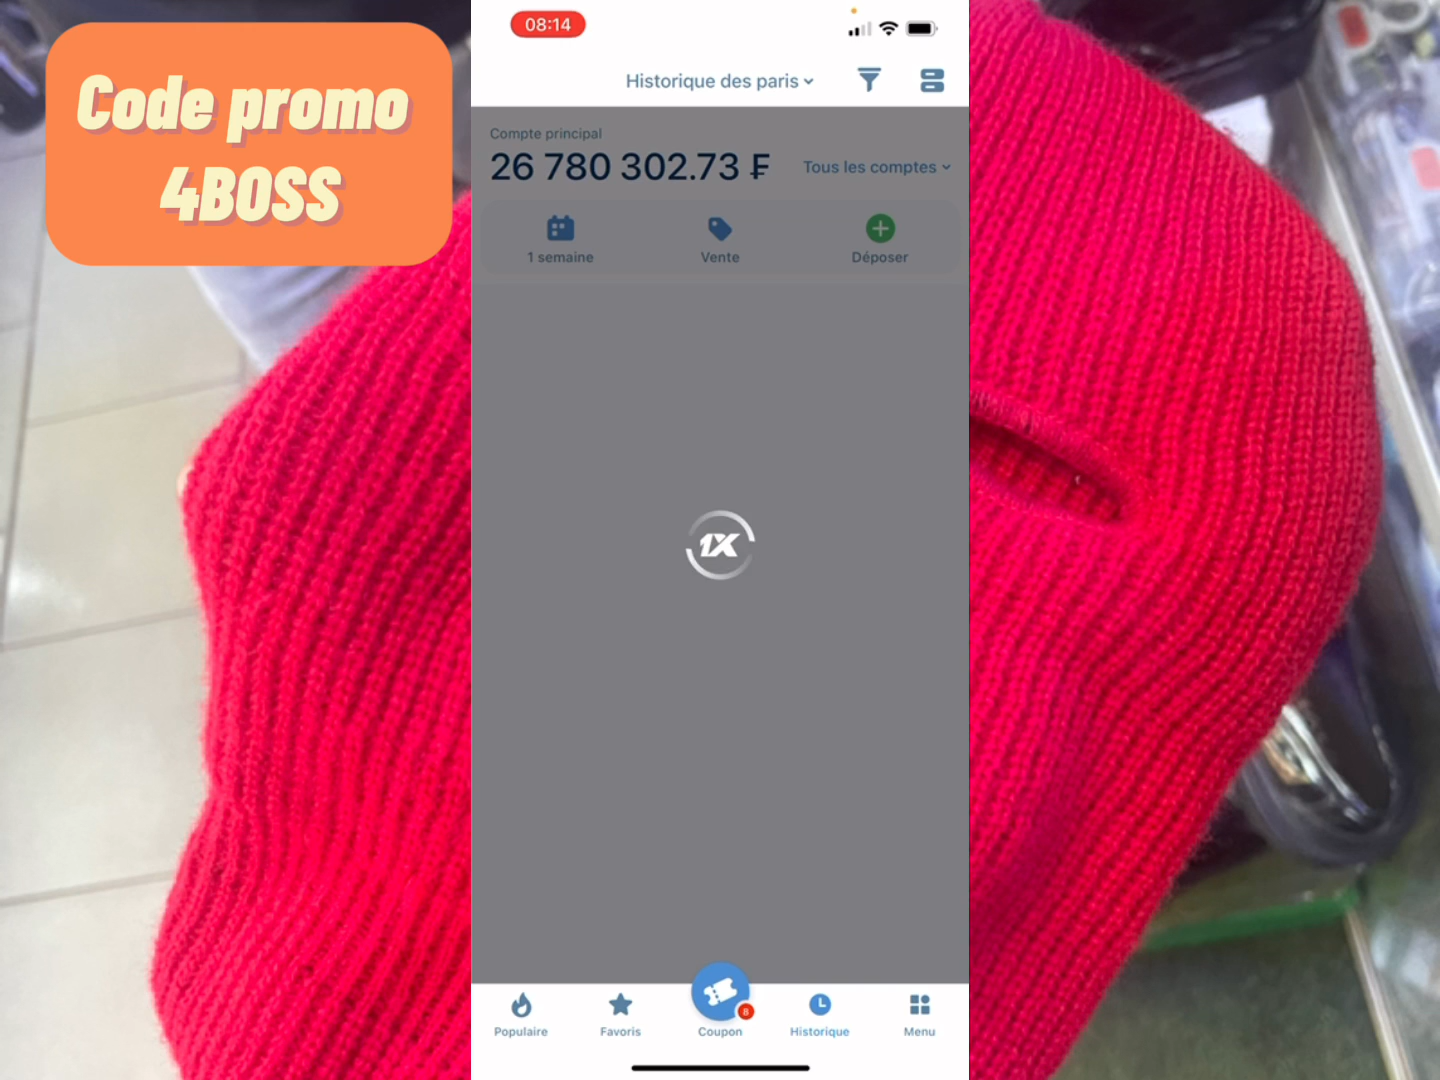 Code promo
4BOSS
08:14
Historique des paris
Compte principal
26 780 302.73 ₣
Tous les comptes
1 semaine
Vente
Déposer
1X
Populaire
Favoris
8
Coupon
Historique
Menu